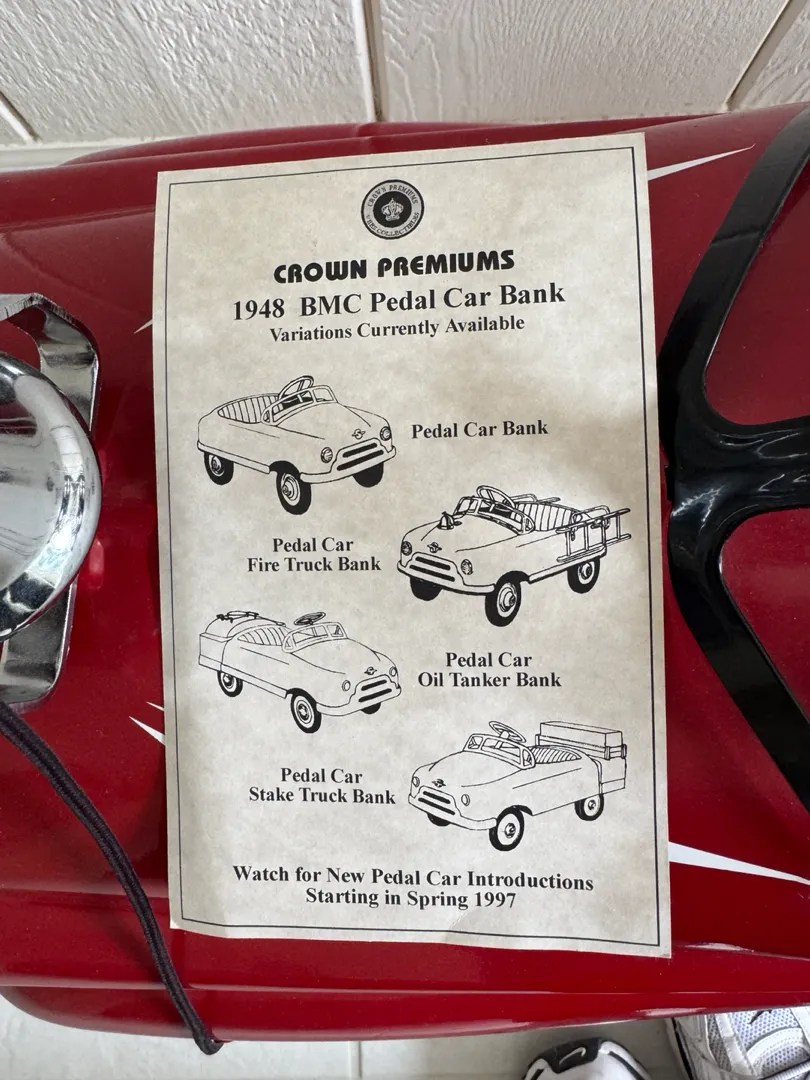 CROWN PREMIUMS
CROWN PREMIUMS
1948 BMC Pedal Car Bank
Variations Currently Available
Pedal Car Bank
Pedal Car
Fire Truck Bank
Pedal Car
Oil Tanker Bank
Pedal Car
Stake Truck Bank
Watch for New Pedal Car Introductions
Starting in Spring 1997